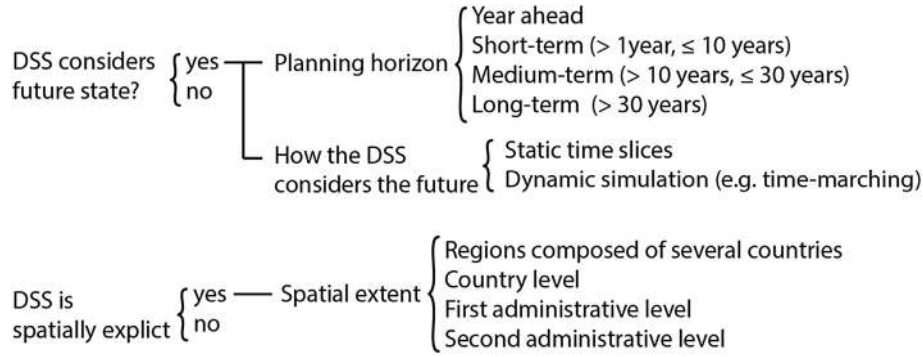 DSS considers
future state?
yes
no
Planning horizon
Year ahead
Short-term (> 1year, ≤ 10 years)
Medium-term (> 10 years, ≤ 30 years)
Long-term (> 30 years)
How the DSS
considers the future
Static time slices
Dynamic simulation (e.g. time-marching)
DSS is
spatially explict
yes
no
Spatial extent
Regions composed of several countries
Country level
First administrative level
Second administrative level